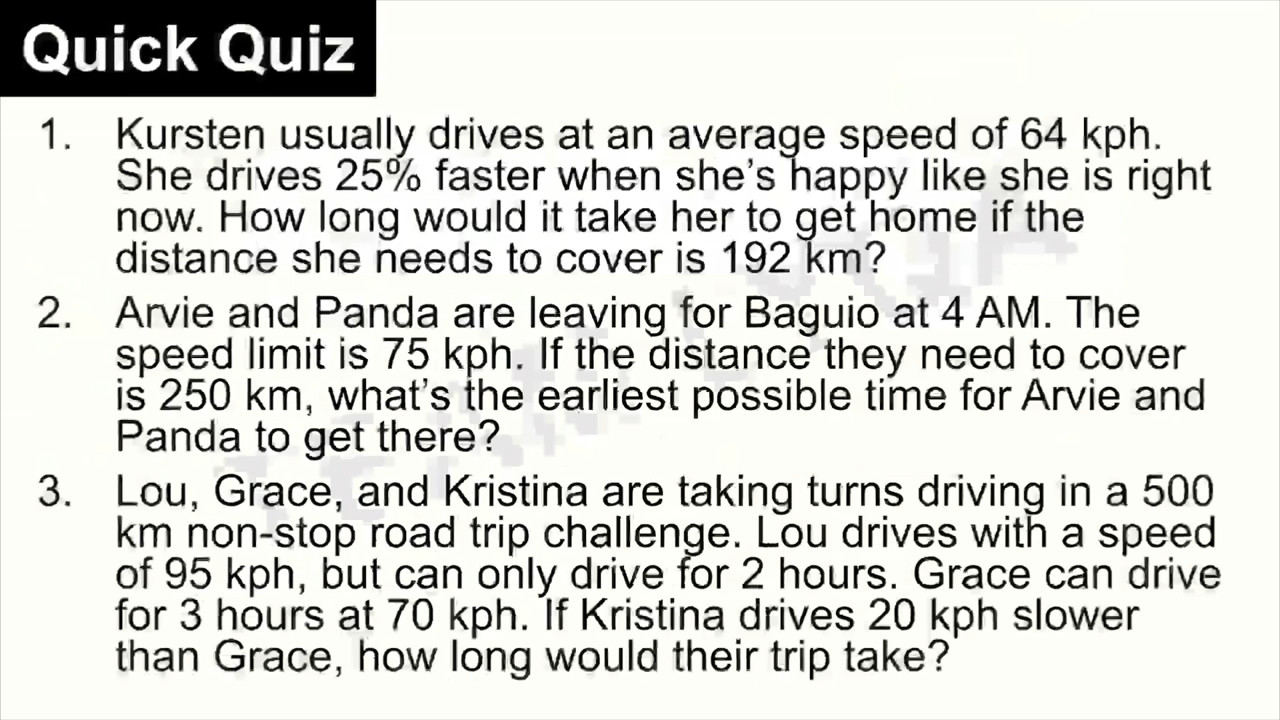 Quick Quiz
1. Kursten usually drives at an average speed of 64 kph.
She drives 25% faster when she's happy like she is right
now. How long would it take her to get home if the
distance she needs to cover is 192 km?
2. Arvie and Panda are leaving for Baguio at 4 AM. The
speed limit is 75 kph. If the distance they need to cover
is 250 km, what's the earliest possible time for Arvie and
Panda to get there?
3. Lou, Grace, and Kristina are taking turns driving in a 500
km non-stop road trip challenge. Lou drives with a speed
of 95 kph, but can only drive for 2 hours. Grace can drive
for 3 hours at 70 kph. If Kristina drives 20 kph slower
than Grace, how long would their trip take?